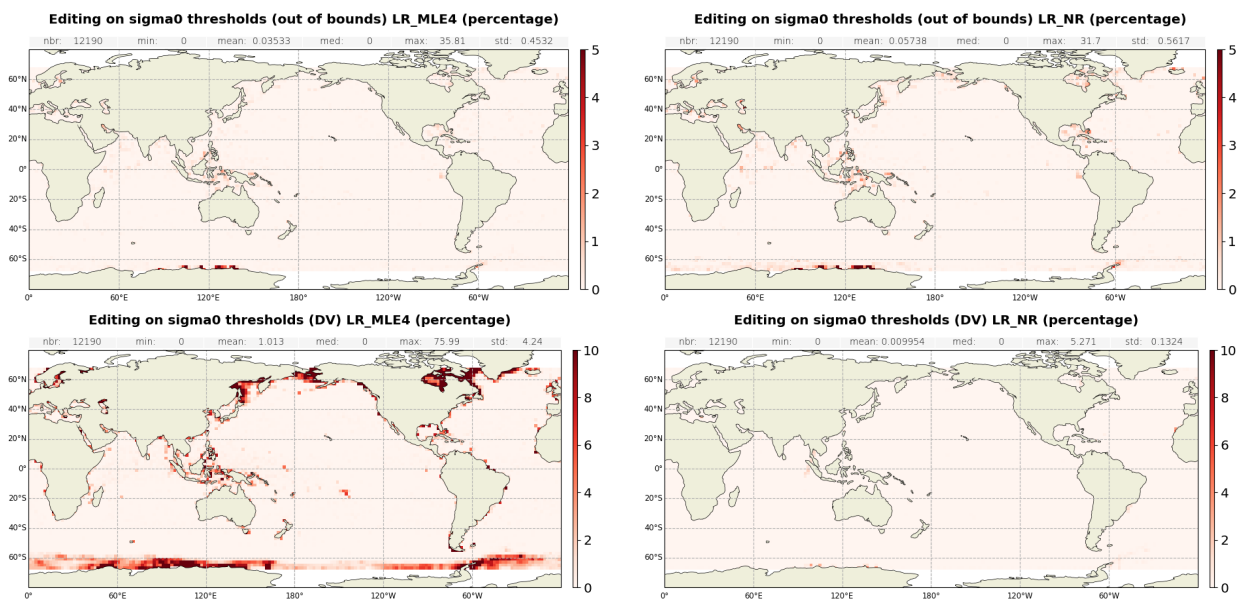 Editing on sigma0 thresholds (out of bounds) LR_MLE4 (percentage)
nbr: 12190 min: 0 mean: 0.03533 med: 0 max: 35.81 std: 0.4532
60°N
40°N
20°N
0°
20°S
40°S
60°S
0° 60°E 120°E 180° 120°W 60°W
5
4
3
2
1
0
Editing on sigma0 thresholds (out of bounds) LR_NR (percentage)
nbr: 12190 min: 0 mean: 0.05738 med: 0 max: 31.7 std: 0.5617
60°N
40°N
20°N
0°
20°S
40°S
60°S
0° 60°E 120°E 180° 120°W 60°W
5
4
3
2
1
0
Editing on sigma0 thresholds (DV) LR_MLE4 (percentage)
nbr: 12190 min: 0 mean: 1.013 med: 0 max: 75.99 std: 4.24
60°N
40°N
20°N
0°
20°S
40°S
60°S
0° 60°E 120°E 180° 120°W 60°W
10
8
6
4
2
0
Editing on sigma0 thresholds (DV) LR_NR (percentage)
nbr: 12190 min: 0 mean: 0.009954 med: 0 max: 5.271 std: 0.1324
60°N
40°N
20°N
0°
20°S
40°S
60°S
0° 60°E 120°E 180° 120°W 60°W
10
8
6
4
2
0